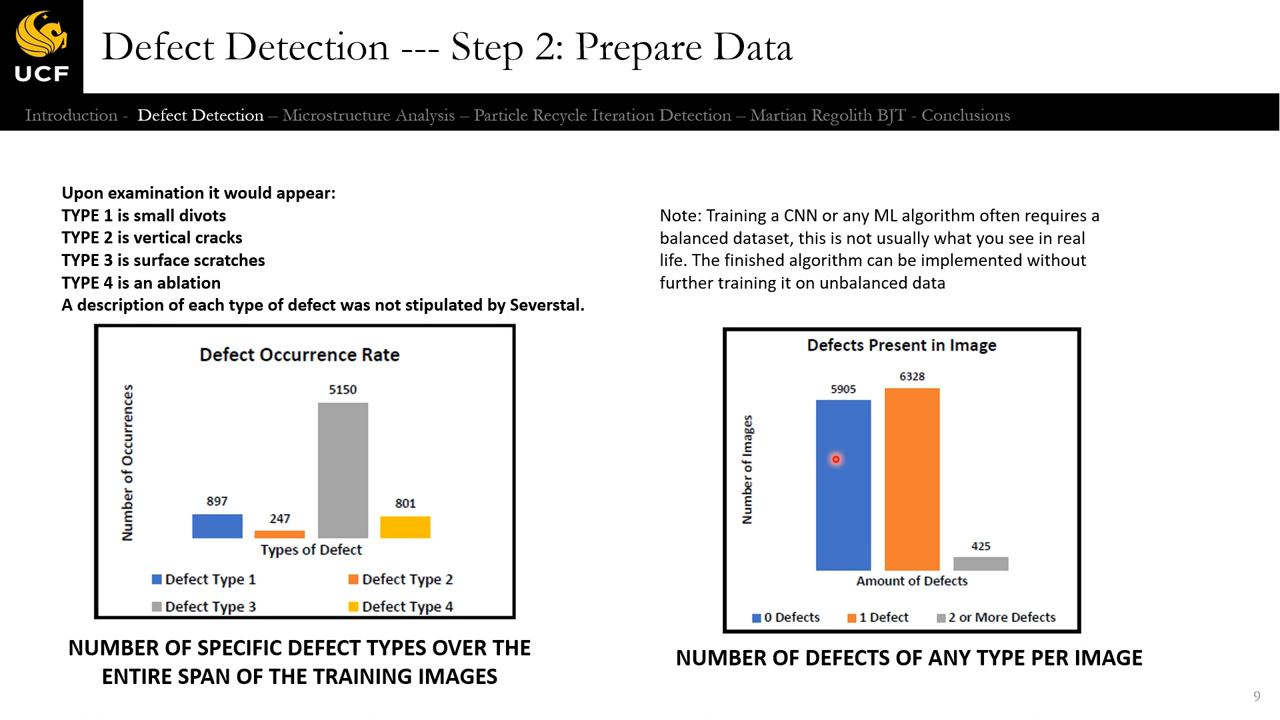 UCF
Defect Detection --- Step 2: Prepare Data
Introduction - Defect Detection – Microstructure Analysis – Particle Recycle Iteration Detection – Martian Regolith BJT - Conclusions
Upon examination it would appear:
TYPE 1 is small divots
TYPE 2 is vertical cracks
TYPE 3 is surface scratches
TYPE 4 is an ablation
A description of each type of defect was not stipulated by Severstal.
Note: Training a CNN or any ML algorithm often requires a
balanced dataset, this is not usually what you see in real
life. The finished algorithm can be implemented without
further training it on unbalanced data
Defect Occurrence Rate
Number of Occurrences
897
247
5150
801
Types of Defect
Defect Type 1
Defect Type 2
Defect Type 3
Defect Type 4
NUMBER OF SPECIFIC DEFECT TYPES OVER THE
ENTIRE SPAN OF THE TRAINING IMAGES
Defects Present in Image
Number of Images
5905
6328
425
Amount of Defects
0 Defects
1 Defect
2 or More Defects
NUMBER OF DEFECTS OF ANY TYPE PER IMAGE
9